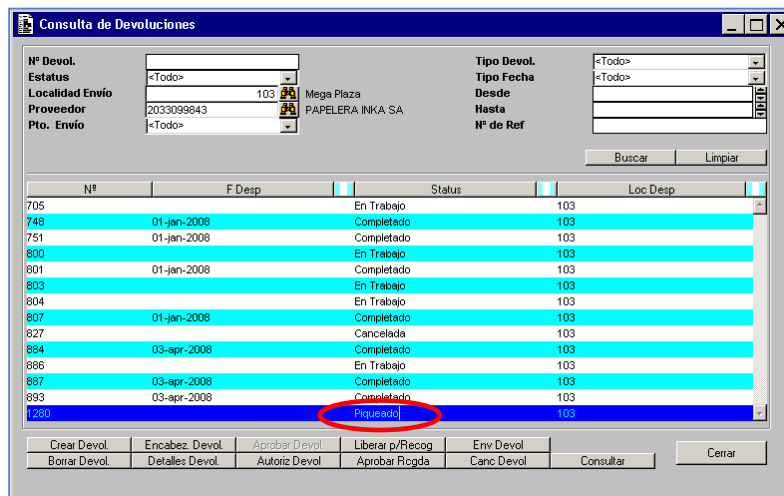 Consulta de Devoluciones
Nº Devol.
Tipo Devol. <Todo>
Estatus <Todo>
Tipo Fecha <Todo>
Localidad Envío 103 Mega Plaza
Desde
Proveedor 2033099843 PAPELERA INKA SA
Hasta
Pto. Envío <Todo>
Nº de Ref
Buscar Limpiar
Nº F Desp Status Loc Desp
705 En Trabajo 103
748 01-jan-2008 Completado 103
751 01-jan-2008 Completado 103
800 En Trabajo 103
801 01-jan-2008 Completado 103
803 En Trabajo 103
804 En Trabajo 103
807 01-jan-2008 Completado 103
827 Cancelada 103
884 03-apr-2008 Completado 103
886 En Trabajo 103
887 03-apr-2008 Completado 103
893 03-apr-2008 Completado 103
1280 Piqueado 103
Crear Devol. Encabez. Devol. Aprobar Devol. Liberar p/Recog Env Devol Cerrar
Borrar Devol. Detalles Devol. Autoriz Devol Aprobar Rcgda Canc Devol Consultar